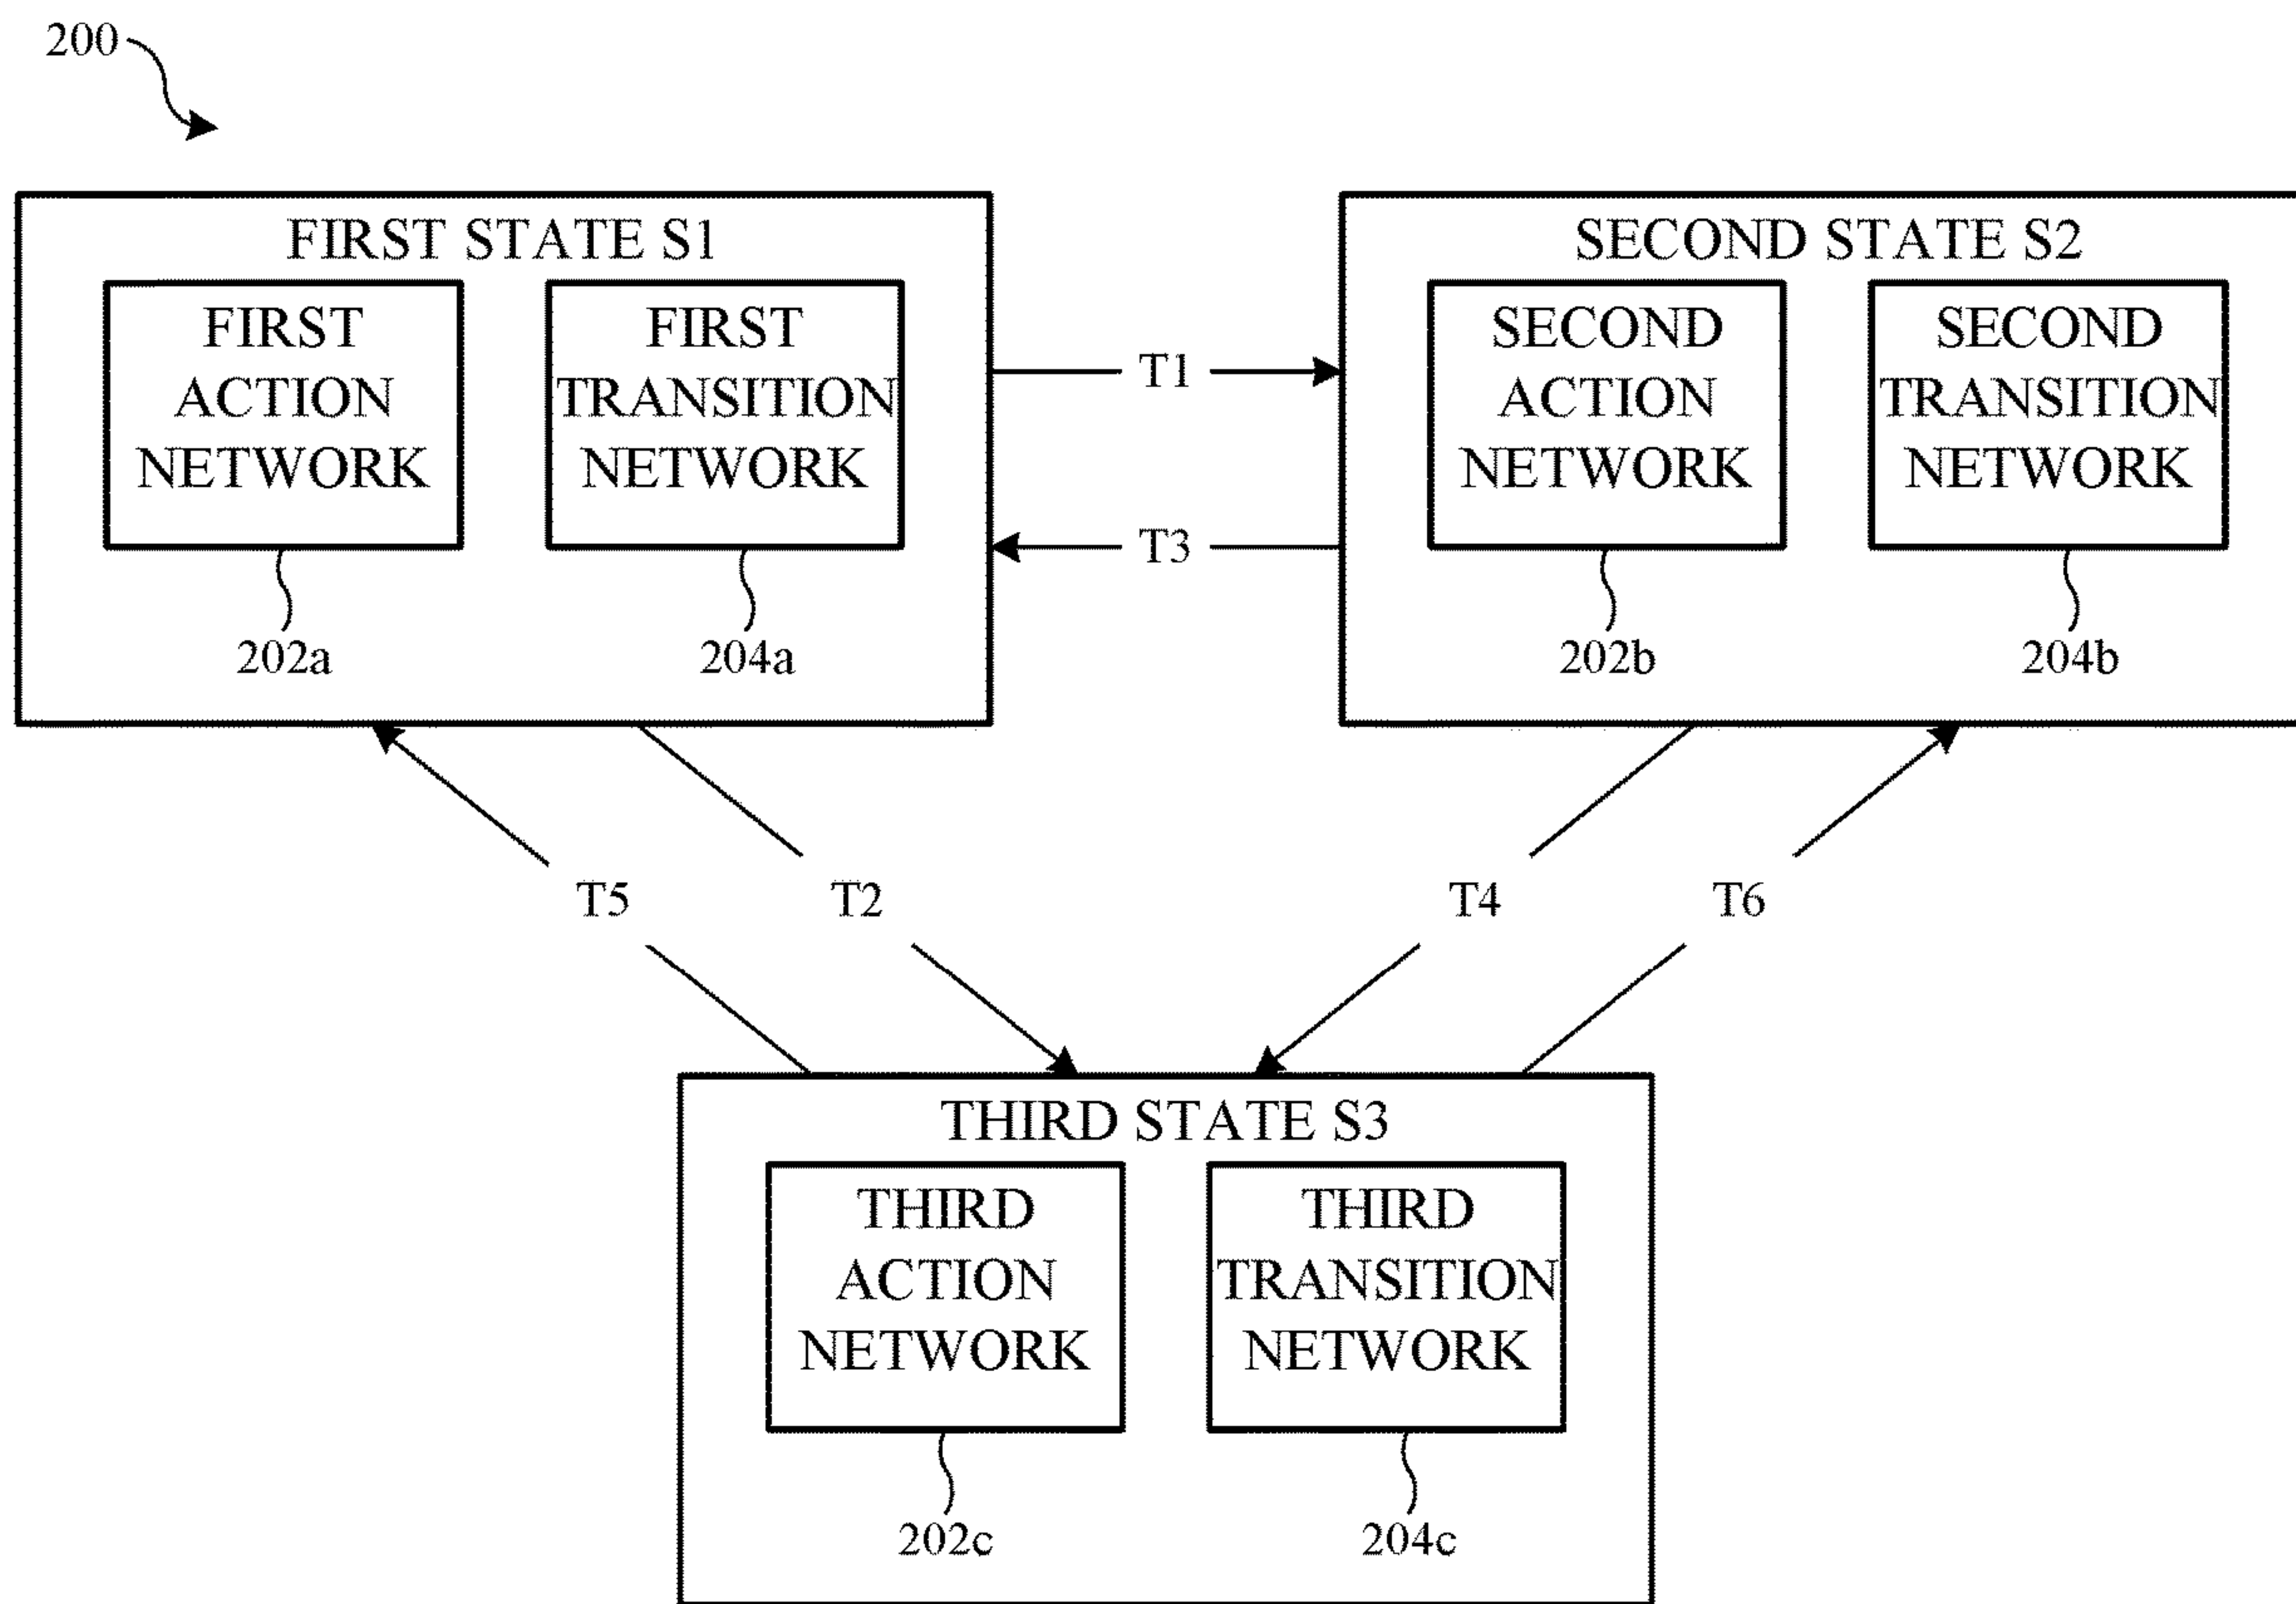 200
FIRST STATE S1
FIRST
ACTION
NETWORK
FIRST
TRANSITION
NETWORK
202a
204a
T1
T3
SECOND STATE S2
SECOND
ACTION
NETWORK
SECOND
TRANSITION
NETWORK
202b
204b
T5
T2
T4
T6
THIRD STATE S3
THIRD
ACTION
NETWORK
THIRD
TRANSITION
NETWORK
202c
204c